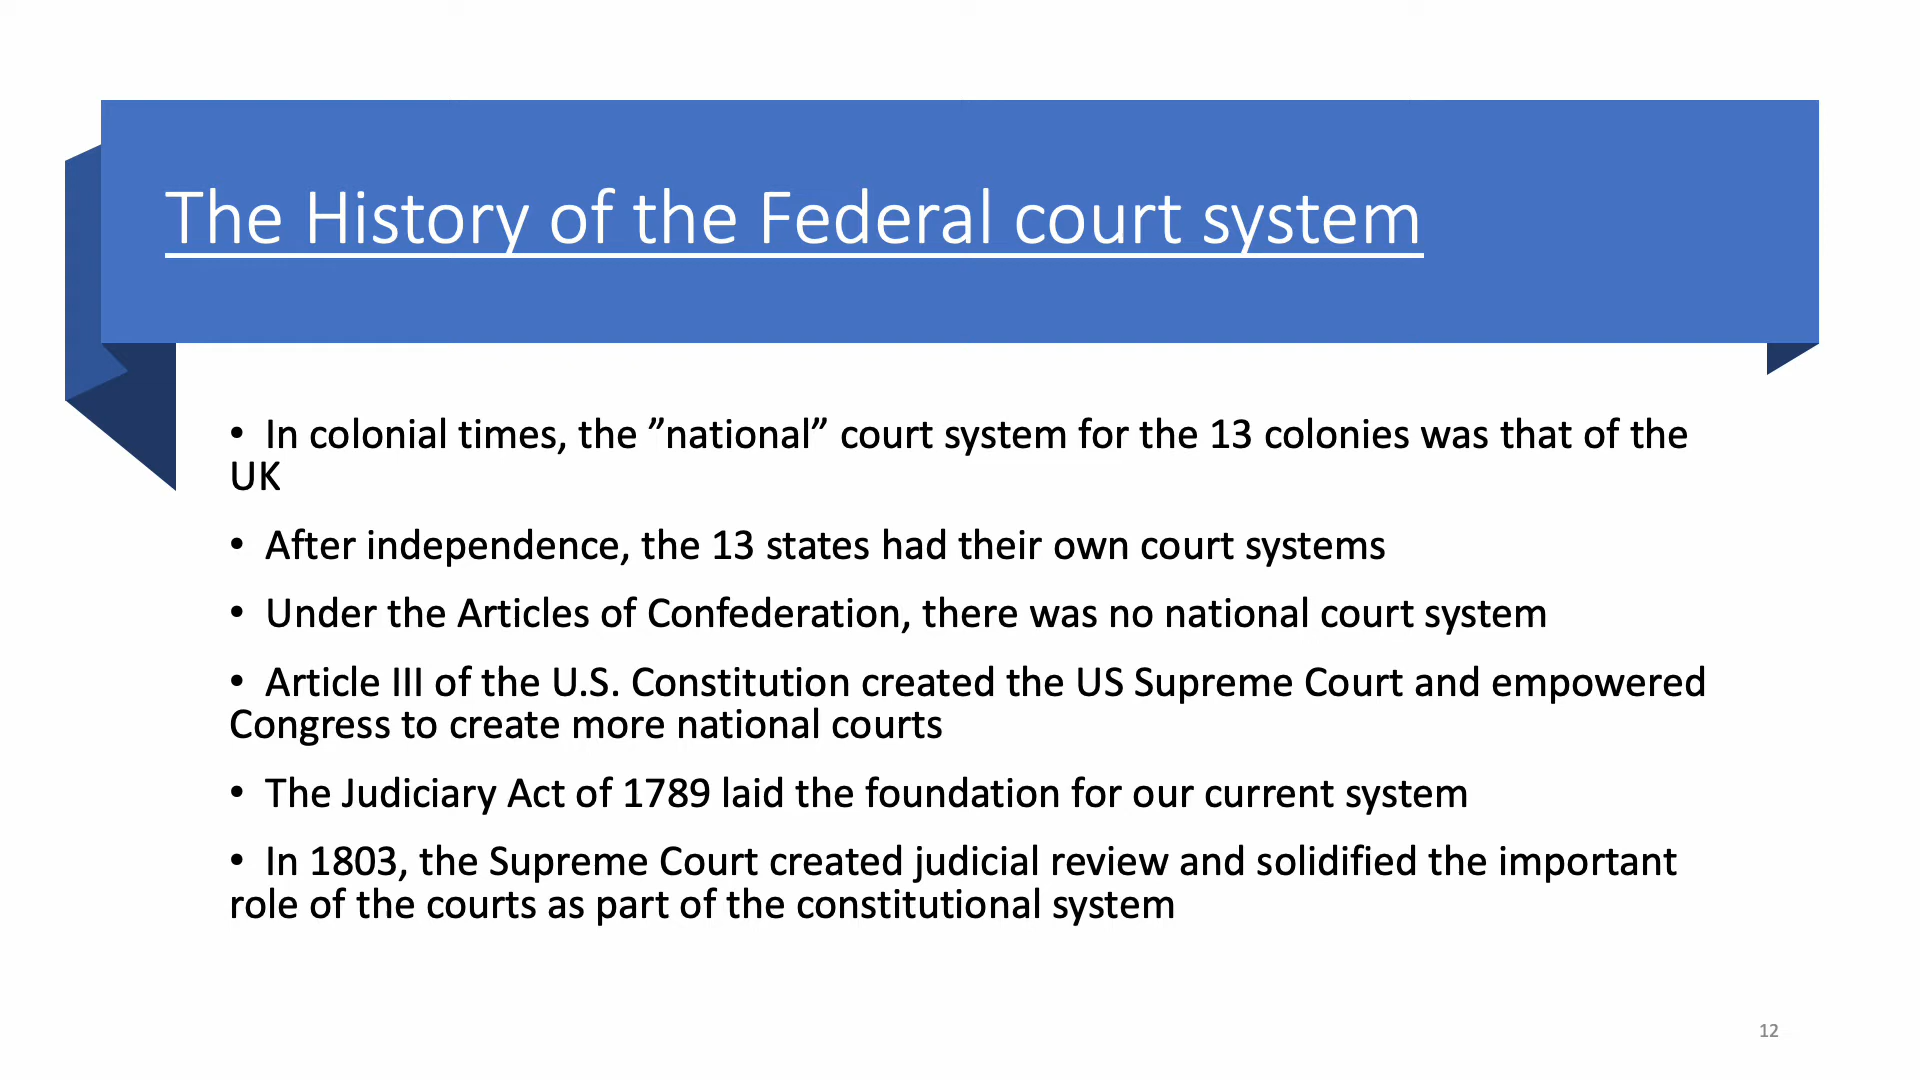 The History of the Federal court system
• In colonial times, the ”national” court system for the 13 colonies was that of the
UK
• After independence, the 13 states had their own court systems
• Under the Articles of Confederation, there was no national court system
• Article III of the U.S. Constitution created the US Supreme Court and empowered
Congress to create more national courts
• The Judiciary Act of 1789 laid the foundation for our current system
• In 1803, the Supreme Court created judicial review and solidified the important
role of the courts as part of the constitutional system
12